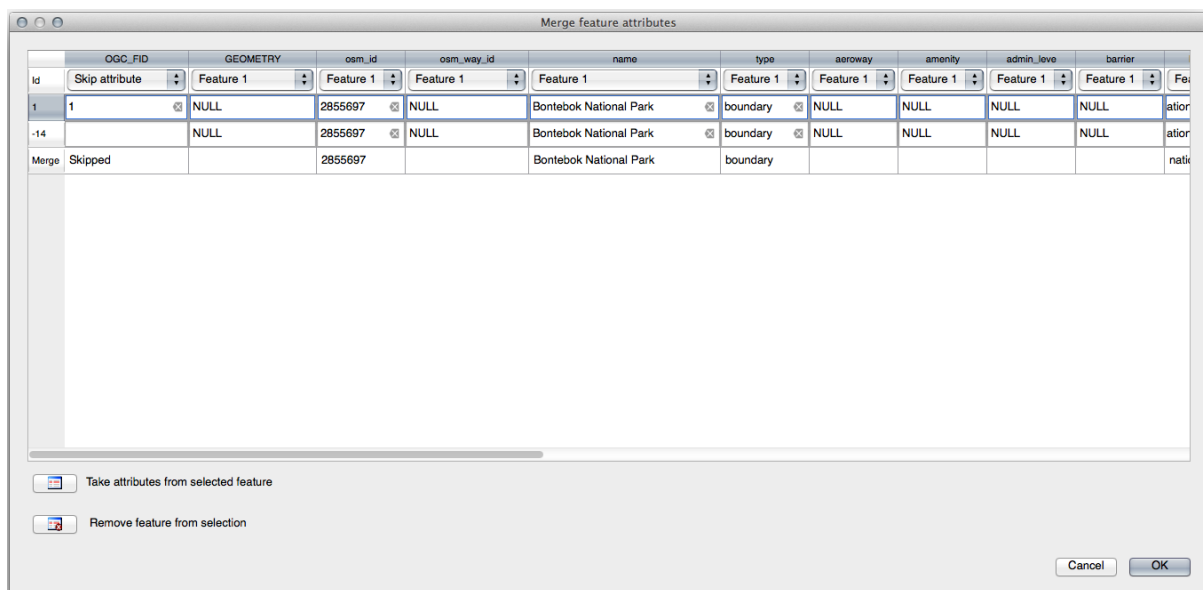 Merge feature attributes
OGC_FID GEOMETRY osm_id osm_way_id name type aeroway amenity admin_leve barrier
Id Skip attribute Feature 1 Feature 1 Feature 1 Feature 1 Feature 1 Feature 1 Feature 1 Feature 1 Feature 1 Fea
1 1 NULL 2855697 NULL Bontebok National Park boundary NULL NULL NULL NULL ation
-14 NULL 2855697 NULL Bontebok National Park boundary NULL NULL NULL NULL ation
Merge Skipped 2855697 Bontebok National Park boundary natio
Take attributes from selected feature
Remove feature from selection
Cancel OK